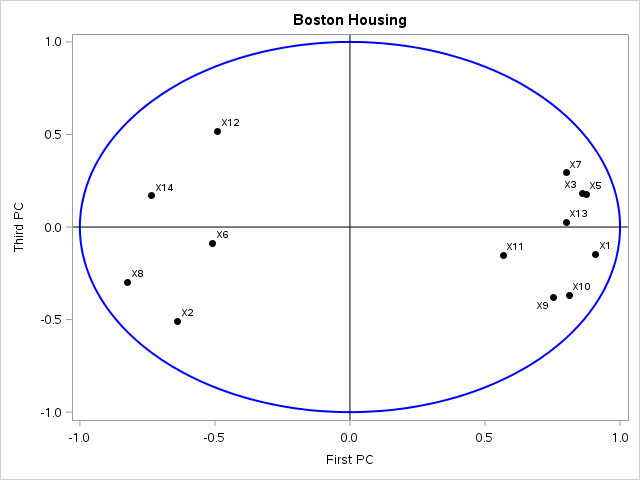 Boston Housing
1.0
X12
0.5
X7
X14
X3 X5
X13
0.0
X6
X11
X1
X8
X10
X9
X2
-0.5
-1.0
-1.0 -0.5 0.0 0.5 1.0
First PC
Third PC